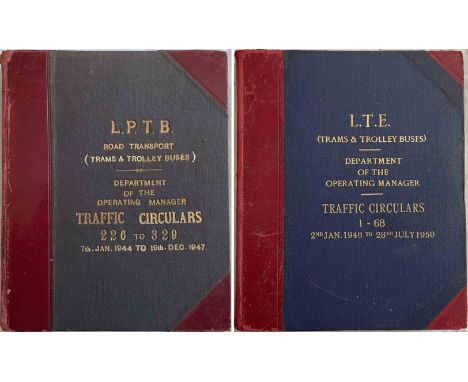 L.P.T.B.
ROAD TRANSPORT
(TRAMS & TROLLEY BUSES)
DEPARTMENT
OF THE
OPERATING MANAGER
TRAFFIC CIRCULARS
226 TO 329
7th. JAN. 1944 TO 19th. DEC. 1947.
L.T.E.
(TRAMS & TROLLEY BUSES)
DEPARTMENT
OF THE
OPERATING MANAGER
TRAFFIC CIRCULARS
1 - 68
2ND JAN. 1948 TO 28TH JULY 1950